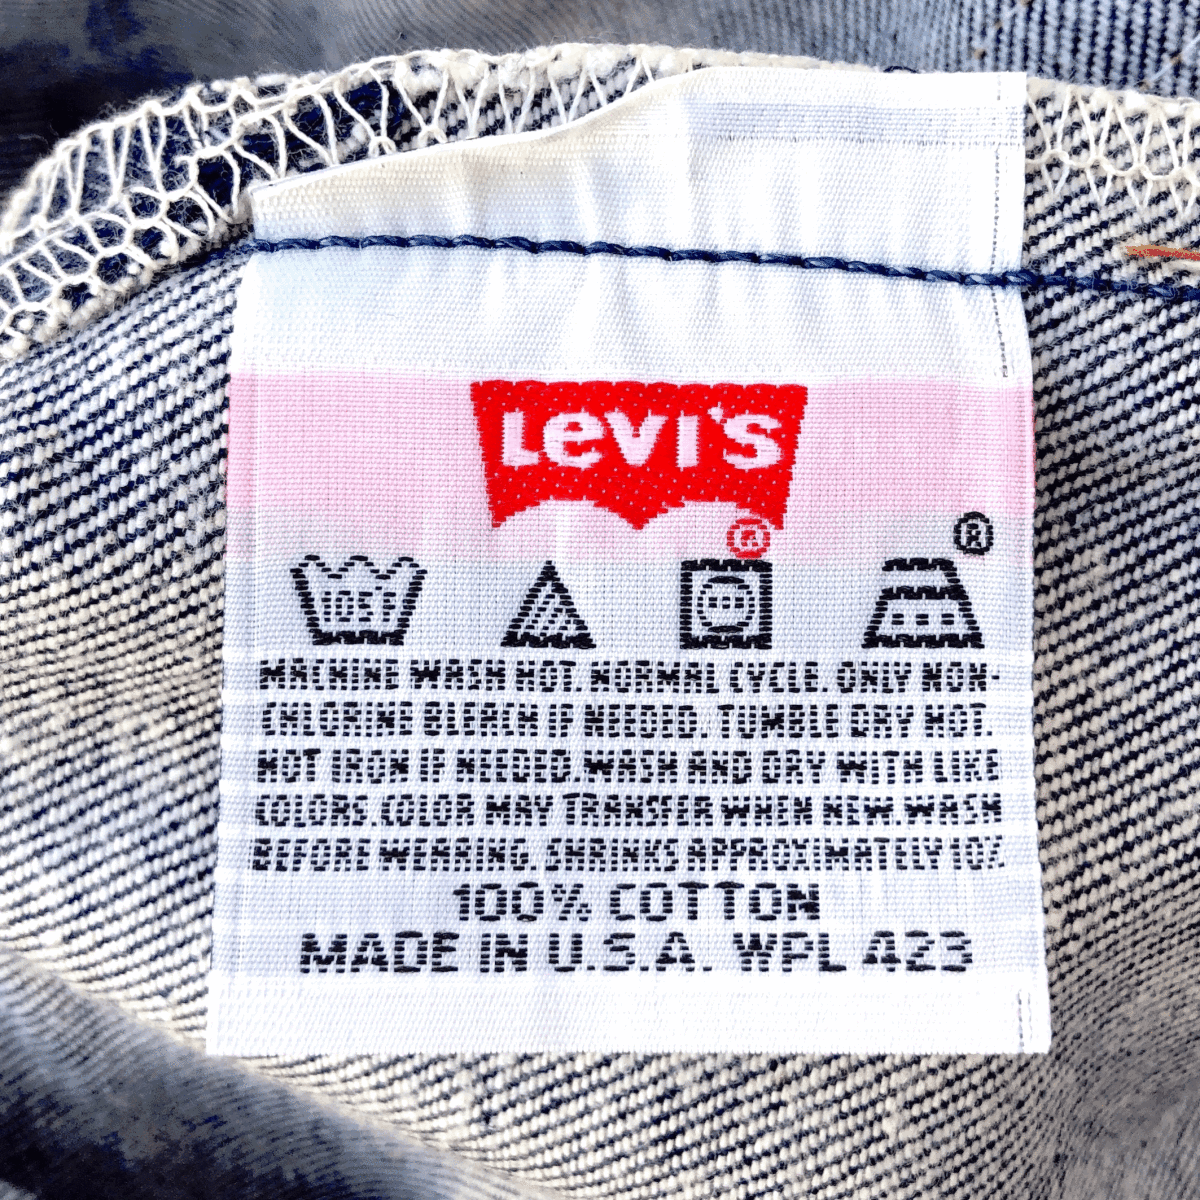 LEVI'S
®
®
105F
MACHINE WASH HOT. NORMAL CYCLE. ONLY NON-
CHLORINE BLEACH IF NEEDED. TUMBLE DRY HOT.
HOT IRON IF NEEDED. WASH AND DRY WITH LIKE
COLORS. COLOR MAY TRANSFER WHEN NEW. WASH
BEFORE WEARING. SHRINKS APPROXIMATELY 10%
100% COTTON
MADE IN U.S.A. WPL 423